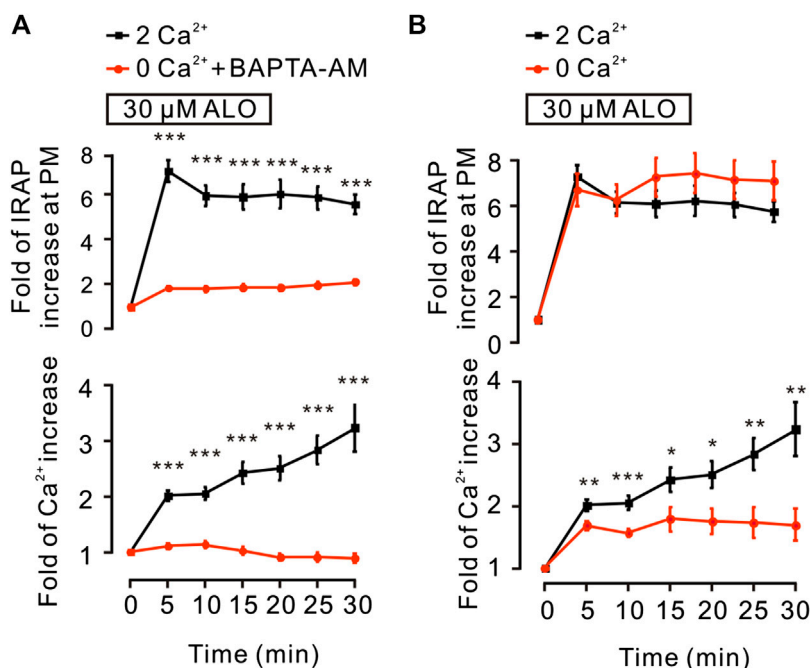 A
2 Ca²⁺
0 Ca²⁺+BAPTA-AM
30 µM ALO
***
***
***
***
***
***
8
6
4
2
0
Fold of IRAP
increase at PM
***
***
***
***
***
***
4
3
2
1
Fold of Ca²⁺ increase
0 5 10 15 20 25 30
Time (min)
B
2 Ca²⁺
0 Ca²⁺
30 µM ALO
8
6
4
2
0
Fold of IRAP
increase at PM
**
***
*
*
**
**
4
3
2
1
Fold of Ca²⁺ increase
0 5 10 15 20 25 30
Time (min)